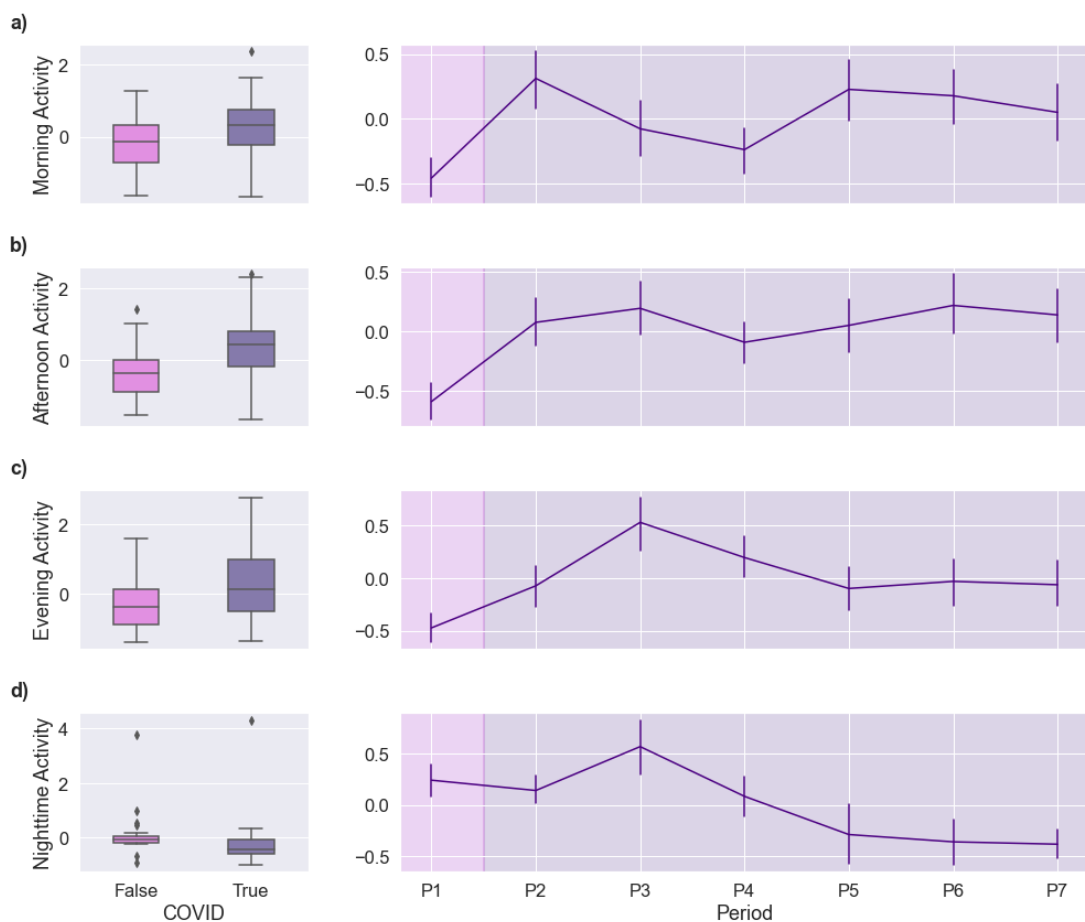 a)
Morning Activity
2
0
0.5
0.0
−0.5
b)
Afternoon Activity
2
0
0.5
0.0
−0.5
c)
Evening Activity
2
0
0.5
0.0
−0.5
d)
Nighttime Activity
4
2
0
0.5
0.0
−0.5
False True
COVID
P1 P2 P3 P4 P5 P6 P7
Period